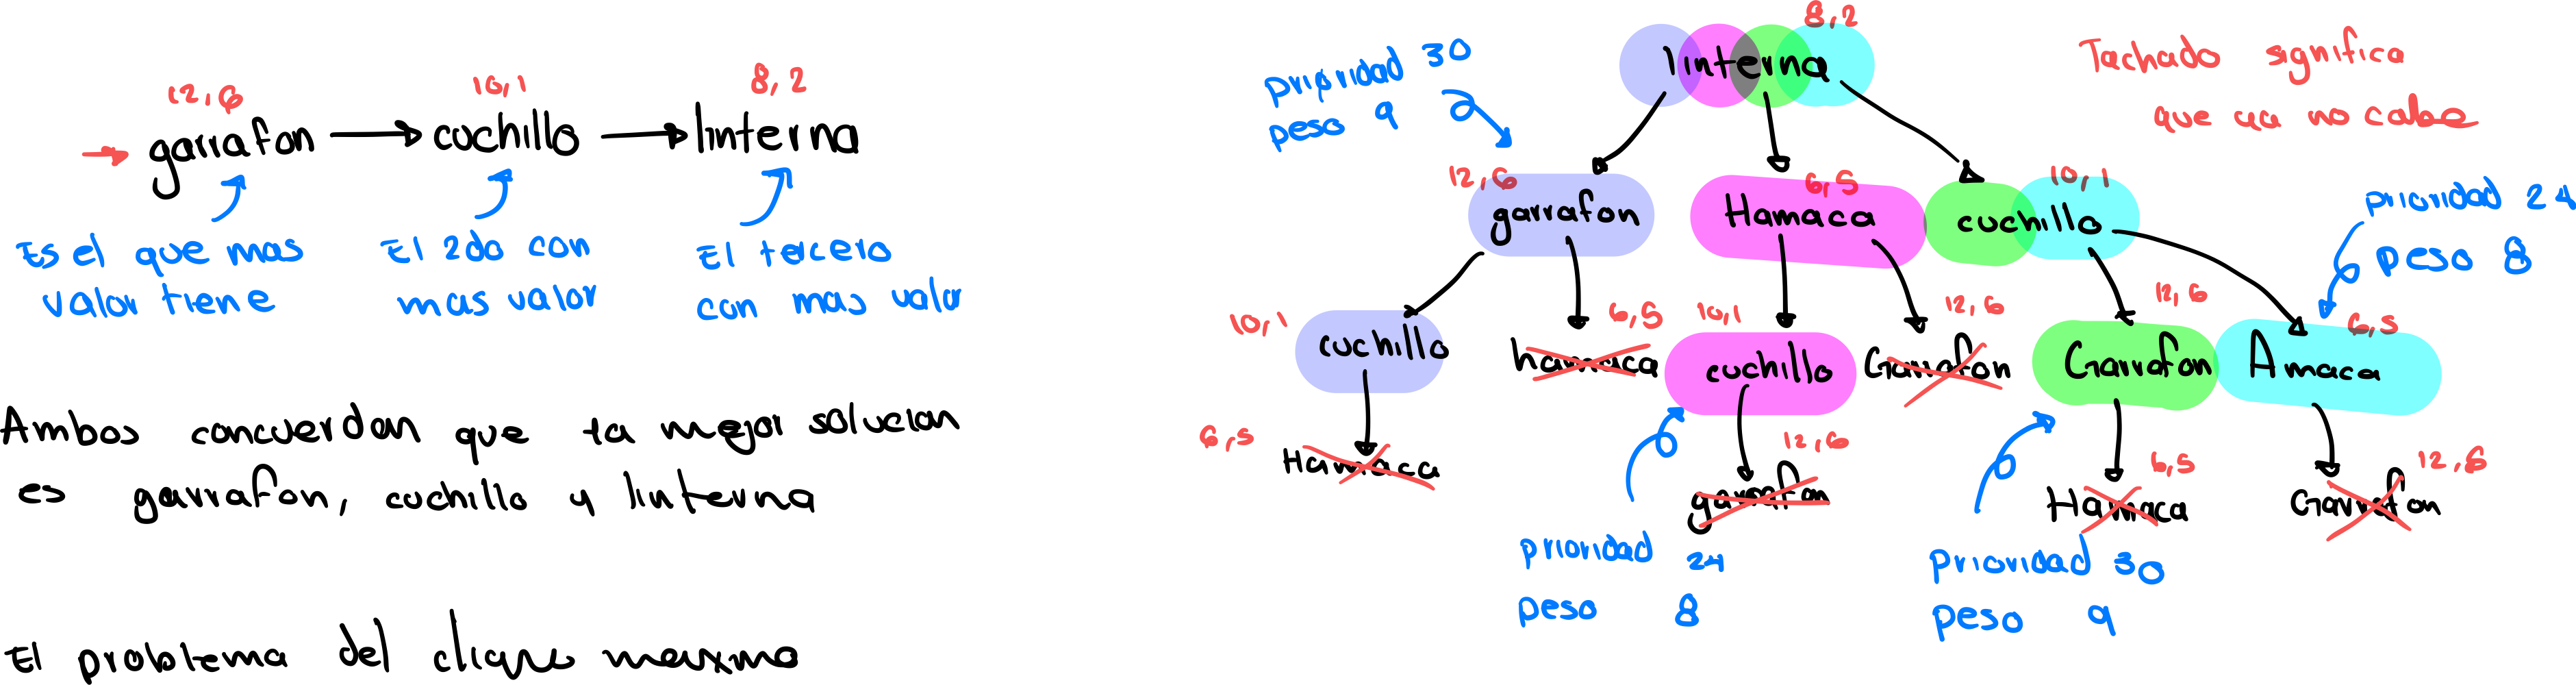 12,6
10,1
8,2
garrafon
cuchillo
linterna
Es el que mas
valor tiene
El 2do con
mas valor
El tercero
con mas valor
Ambos concuerdan que la mejor solucion
es garrafon, cuchillo y linterna
El problema del clique maximo
8,2
linterna
prioridad 30
peso 9
Tachado significa
que ya no cabe
12,6
garrafon
6,5
Hamaca
10,1
cuchillo
prioridad 24
peso 8
10,1
cuchillo
6,5
hamaca
10,1
cuchillo
12,6
Garrafon
12,6
Garrafon
6,5
Amaca
6,5
Hamaca
12,6
garrafon
6,5
Hamaca
12,6
Garrafon
prioridad 24
peso 8
prioridad 30
peso 9